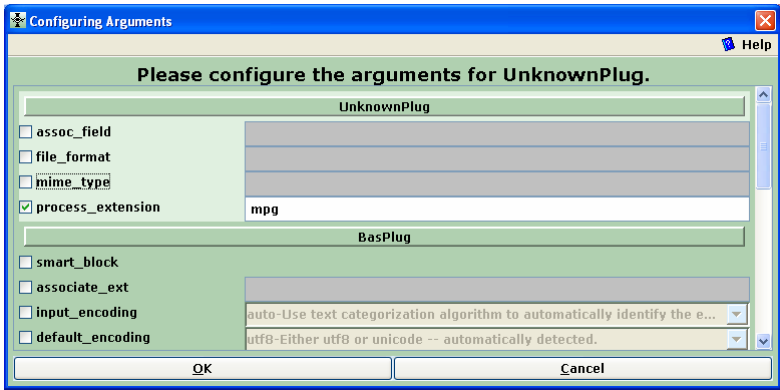 Configuring Arguments
Help
Please configure the arguments for UnknownPlug.
UnknownPlug
assoc_field
file_format
mime_type
process_extension mpg
BasPlug
smart_block
associate_ext
input_encoding auto-Use text categorization algorithm to automatically identify the e...
default_encoding utf8-Either utf8 or unicode -- automatically detected.
OK Cancel